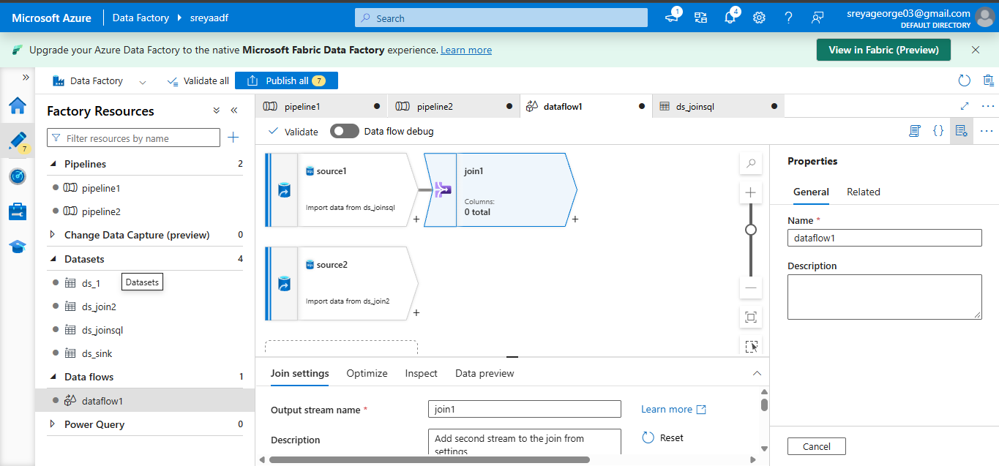 Microsoft Azure
Data Factory
sreyaadf
Search
1
4
sreyageorge03@gmail.com
DEFAULT DIRECTORY
Upgrade your Azure Data Factory to the native Microsoft Fabric Data Factory experience. Learn more
View in Fabric (Preview)
Data Factory
Validate all
Publish all 7
7
Factory Resources
Filter resources by name
Pipelines 2
pipeline1
pipeline2
Change Data Capture (preview) 0
Datasets 4
ds_1
Datasets
ds_join2
ds_joinsql
ds_sink
Data flows 1
dataflow1
Power Query 0
pipeline1
pipeline2
dataflow1
ds_joinsql
Validate
Data flow debug
{}
source1
Import data from ds_joinsql
+
join1
Columns:
0 total
+
source2
Import data from ds_join2
+
Join settings
Optimize
Inspect
Data preview
Output stream name *
join1
Learn more
Description
Add second stream to the join from
settings
Reset
Properties
General
Related
Name *
dataflow1
Description
Cancel